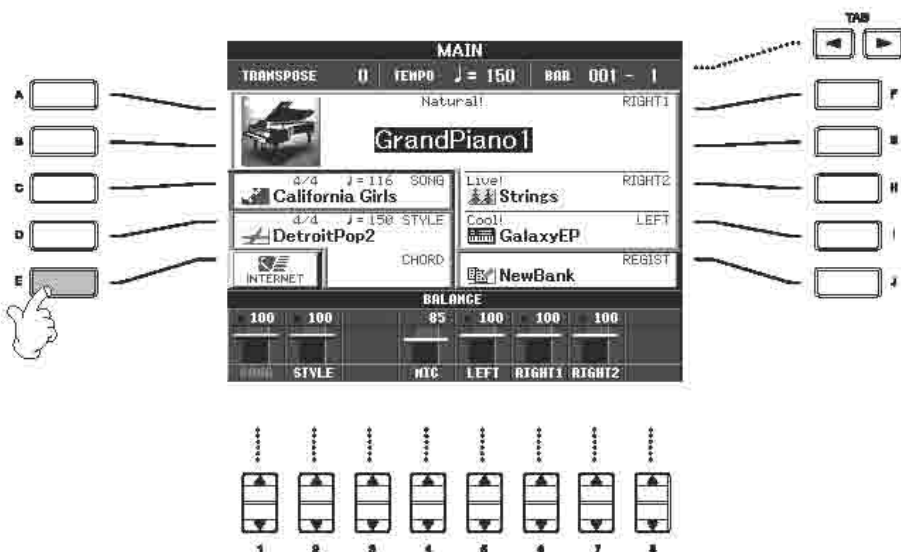 TAB
MAIN
TRANSPOSE 0 TEMPO ♩= 150 BAR 001 - 1
A
Natural! RIGHT1
F
B
GrandPiano1
C
4/4 ♩= 116 SONG
California Girls
Live! RIGHT2
Strings
H
D
4/4 ♩= 150 STYLE
DetroitPop2
Cool! LEFT
GalaxyEP
I
E
INTERNET
CHORD
REGIST
NewBank
J
BALANCE
100 100 85 100 100 100
SONG STYLE MIC LEFT RIGHT1 RIGHT2
1 2 3 4 5 6 7 8